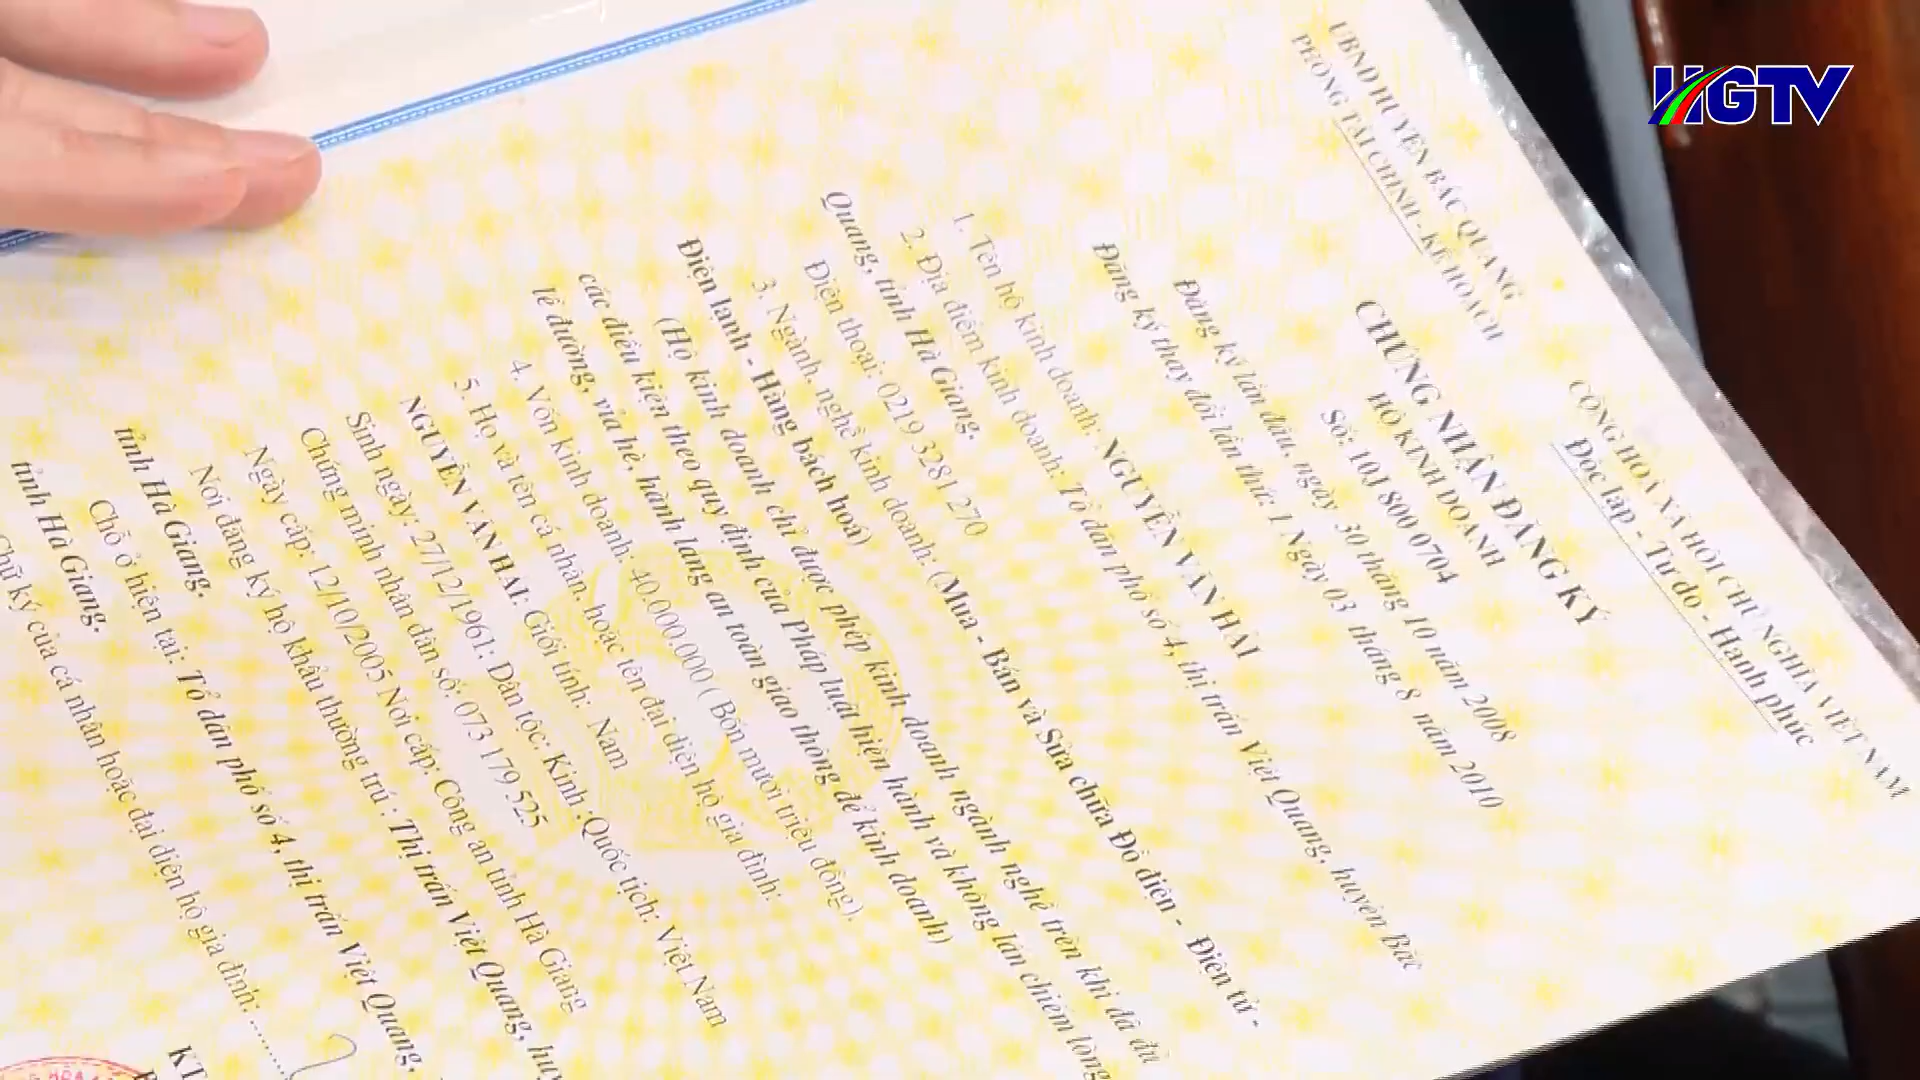 HGTV
UBND HUYỆN BẮC QUANG
PHÒNG TÀI CHÍNH - KẾ HOẠCH
CỘNG HOÀ XÃ HỘI CHỦ NGHĨA VIỆT NAM
Độc lập - Tự do - Hạnh phúc
CHỨNG NHẬN ĐĂNG KÝ
HỘ KINH DOANH
Số: 10J 800 0704
Đăng ký lần đầu, ngày 30 tháng 10 năm 2008
Đăng ký thay đổi lần thứ: 1 Ngày 03 tháng 8 năm 2010
1. Tên hộ kinh doanh: NGUYỄN VĂN HẢI
2. Địa điểm kinh doanh: Tổ dân phố số 4, thị trấn Việt Quang, huyện Bắc
Quang, tỉnh Hà Giang.
Điện thoại: 0219 3281 270
3. Ngành, nghề kinh doanh: (Mua - Bán và Sửa chữa Đồ điện - Điện tử -
Điện lạnh - Hàng bách hoá)
(Hộ kinh doanh chỉ được phép kinh doanh ngành nghề trên khi đã đủ
các điều kiện theo quy định của Pháp luật hiện hành và không lấn chiếm lòng
lề đường, vỉa hè, hành lang an toàn giao thông để kinh doanh)
4. Vốn kinh doanh: 40.000.000 ( Bốn mươi triệu đồng).
5. Họ và tên cá nhân, hoặc tên đại diện hộ gia đình:
NGUYỄN VĂN HẢI: Giới tính: Nam
Sinh ngày: 27/12/1961: Dân tộc: Kinh :Quốc tịch: Việt Nam
Chứng minh nhân dân số: 073 179 525
Ngày cấp: 12/10/2005 Nơi cấp: Công an tỉnh Hà Giang
Nơi đăng ký hộ khẩu thường trú : Thị trấn Việt Quang,
tỉnh Hà Giang.
Chỗ ở hiện tại: Tổ dân phố số 4, thị trấn Việt Quang,
tỉnh Hà Giang.
Chữ ký của cá nhân hoặc đại diện hộ gia đình: ..........
KT